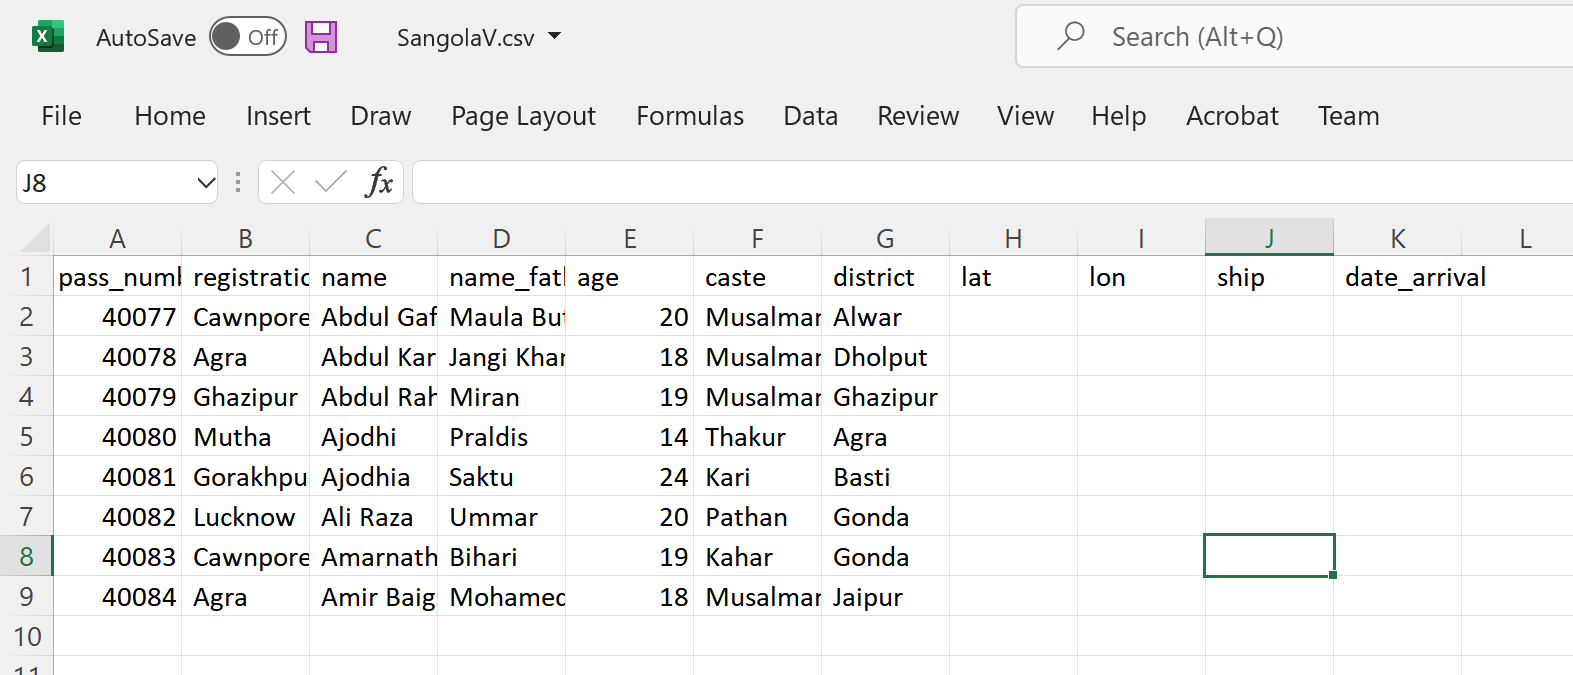 AutoSave Off SangolaV.csv Search (Alt+Q)
File Home Insert Draw Page Layout Formulas Data Review View Help Acrobat Team
J8 fx
A B C D E F G H I J K L
1 pass_numb registratio name name_fatl age caste district lat lon ship date_arrival
2 40077 Cawnpore Abdul Gaf Maula But 20 Musalmar Alwar
3 40078 Agra Abdul Kar Jangi Khar 18 Musalmar Dholput
4 40079 Ghazipur Abdul Rah Miran 19 Musalmar Ghazipur
5 40080 Mutha Ajodhi Praldis 14 Thakur Agra
6 40081 Gorakhpu Ajodhia Saktu 24 Kari Basti
7 40082 Lucknow Ali Raza Ummar 20 Pathan Gonda
8 40083 Cawnpore Amarnath Bihari 19 Kahar Gonda
9 40084 Agra Amir Baig Mohamed 18 Musalmar Jaipur
10
11